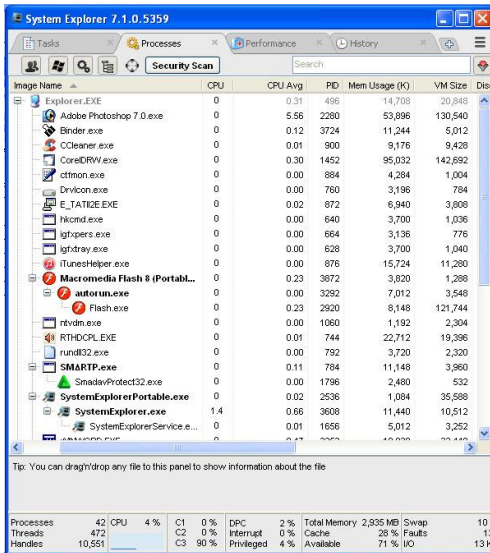 System Explorer 7.1.0.5359
Tasks Processes Performance History
Security Scan Search
Image Name CPU CPU Avg PID Mem Usage (K) VM Size
Explorer.EXE 0 0.31 496 14,708 20,848
Adobe Photoshop 7.0.exe 0 5.56 2280 53,896 130,540
Binder.exe 0 0.12 3724 11,244 5,012
CCleaner.exe 0 0.01 900 9,176 9,428
CorelDRW.exe 0 0.30 1452 95,032 142,692
ctfmon.exe 0 0.00 884 4,284 1,004
DrvIcon.exe 0 0.00 760 3,196 784
E_TATI2E.EXE 0 0.02 872 6,940 3,808
hkcmd.exe 0 0.00 640 3,700 1,036
igfxpers.exe 0 0.00 664 3,136 776
igfxtray.exe 0 0.00 628 3,700 1,040
iTunesHelper.exe 0 0.00 876 15,724 11,280
Macromedia Flash 8 (Portabl... 0 0.23 3872 3,820 1,288
autorun.exe 0 0.00 3292 7,012 3,548
Flash.exe 0 0.23 2920 8,148 121,744
ntvdm.exe 0 0.00 1060 1,192 2,304
RTHDCPL.EXE 0 0.01 744 22,712 19,396
rundll32.exe 0 0.00 792 3,720 2,320
SMΔRTP.exe 0 0.11 784 11,148 3,960
SmadavProtect32.exe 0 0.00 1796 2,480 532
SystemExplorerPortable.exe 0 0.02 2536 1,084 35,588
SystemExplorer.exe 1.4 0.66 3608 11,440 10,512
SystemExplorerService.e... 0 0.01 1656 5,012 3,252
Tip: You can drag'n'drop any file to this panel to show information about the file
Processes 42 CPU 4 % C1 0 % DPC 2 % Total Memory 2,935 MB Swap 10
Threads 472 C2 0 % Interrupt 0 % Cache 28 % Faults
Handles 10,551 C3 90 % Privileged 4 % Available 71 % I/O